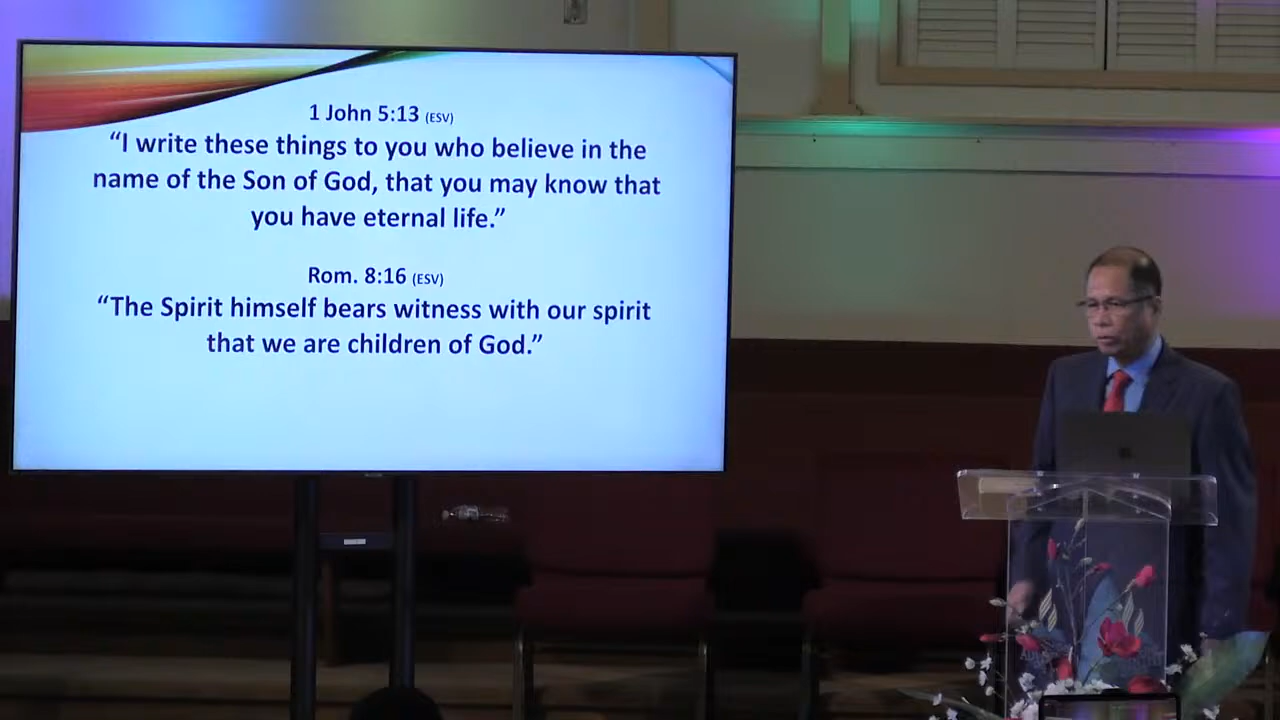 1 John 5:13 (ESV)
“I write these things to you who believe in the
name of the Son of God, that you may know that
you have eternal life.”
Rom. 8:16 (ESV)
“The Spirit himself bears witness with our spirit
that we are children of God.”